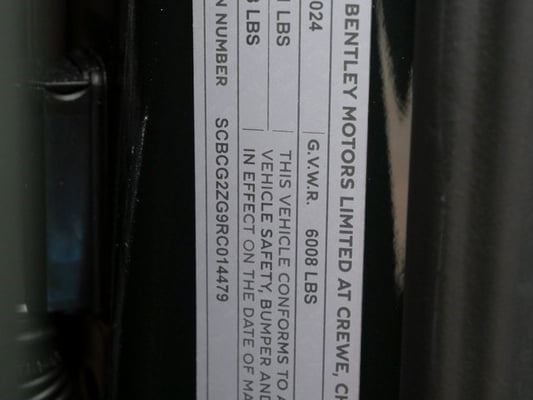 BENTLEY MOTORS LIMITED AT CREWE,
G.V.W.R. 6008 LBS
LBS THIS VEHICLE CONFORMS TO
LBS VEHICLE SAFETY, BUMPER AND
IN EFFECT ON THE DATE OF
NUMBER SCBCG2ZG9RC014479